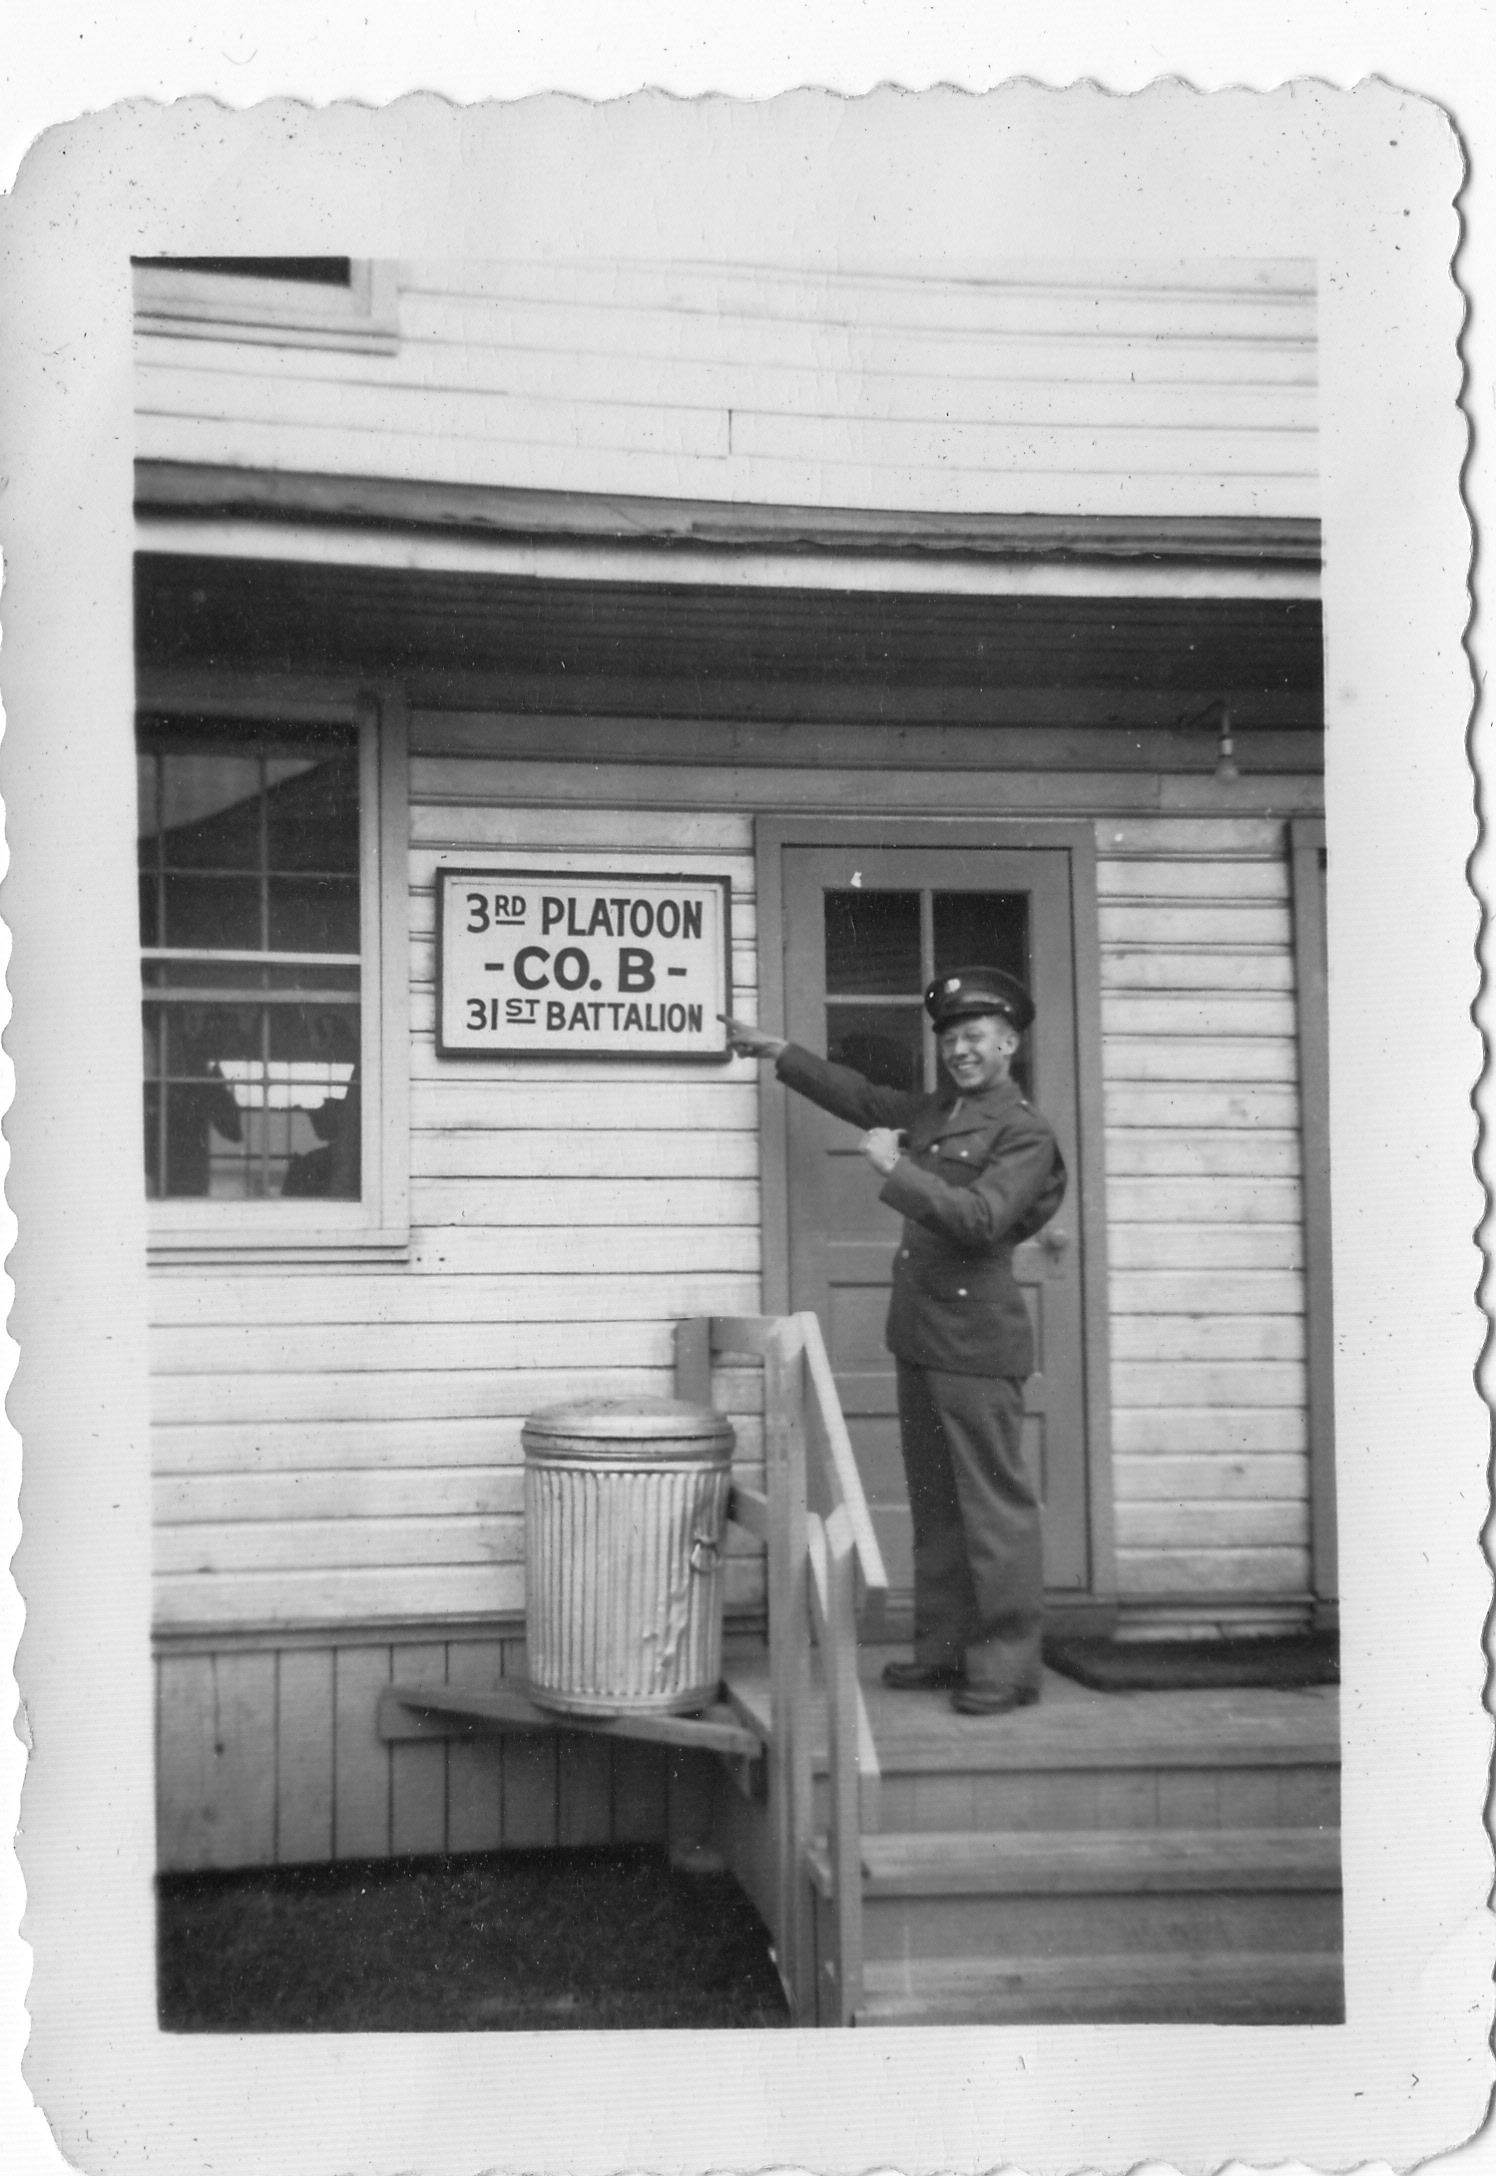 3RD PLATOON
- CO. B -
31ST BATTALION